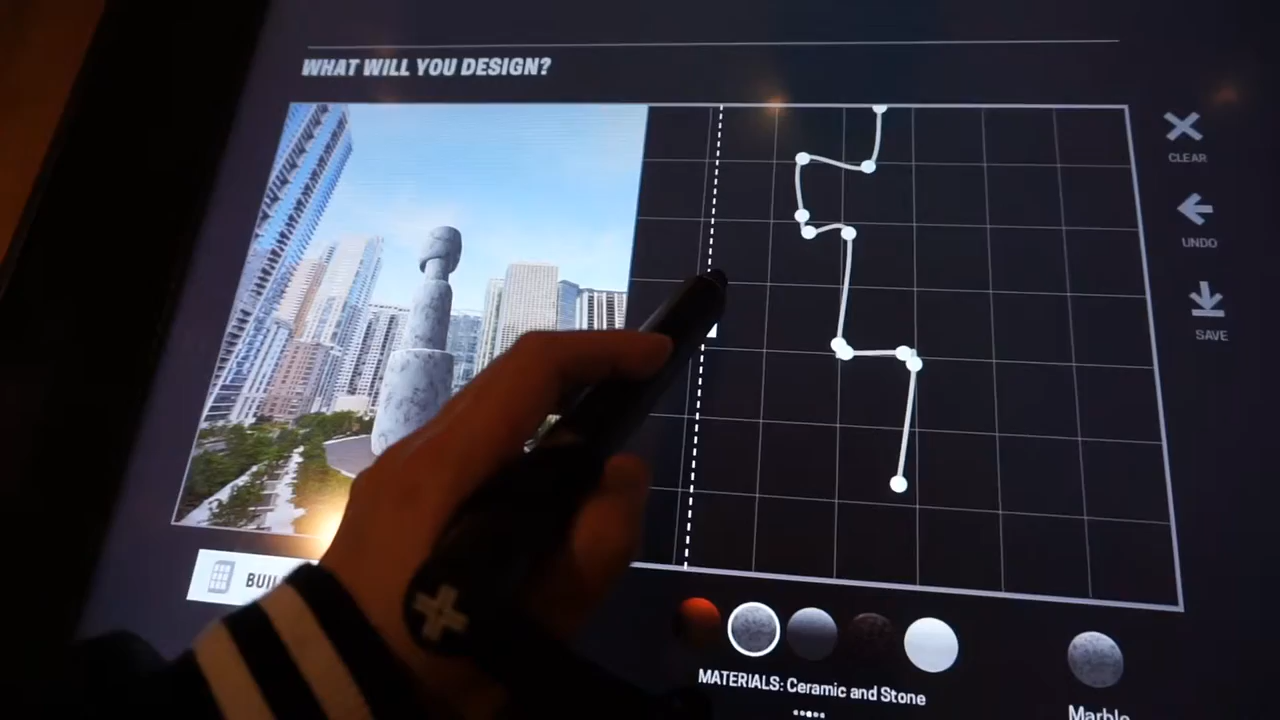 WHAT WILL YOU DESIGN?
CLEAR
UNDO
SAVE
MATERIALS: Ceramic and Stone
Marble